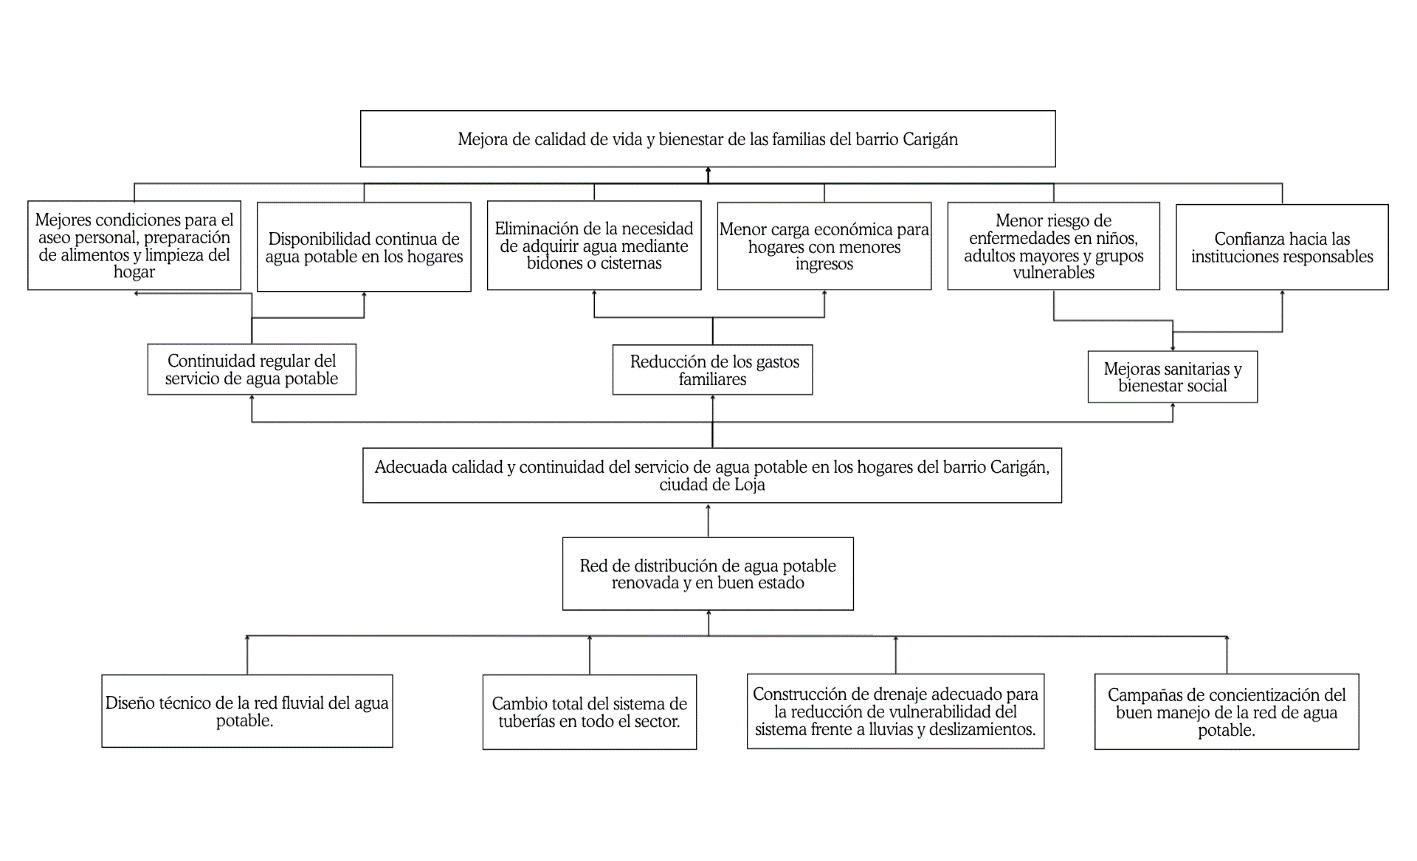 Mejora de calidad de vida y bienestar de las familias del barrio Carigán
Mejores condiciones para el
aseo personal, preparación
de alimentos y limpieza del
hogar
Disponibilidad continua de
agua potable en los hogares
Eliminación de la necesidad
de adquirir agua mediante
bidones o cisternas
Menor carga económica para
hogares con menores
ingresos
Menor riesgo de
enfermedades en niños,
adultos mayores y grupos
vulnerables
Confianza hacia las
instituciones responsables
Continuidad regular del
servicio de agua potable
Reducción de los gastos
familiares
Mejoras sanitarias y
bienestar social
Adecuada calidad y continuidad del servicio de agua potable en los hogares del barrio Carigán,
ciudad de Loja
Red de distribución de agua potable
renovada y en buen estado
Diseño técnico de la red fluvial del agua
potable.
Cambio total del sistema de
tuberías en todo el sector.
Construcción de drenaje adecuado para
la reducción de vulnerabilidad del
sistema frente a lluvias y deslizamientos.
Campañas de concientización del
buen manejo de la red de agua
potable.